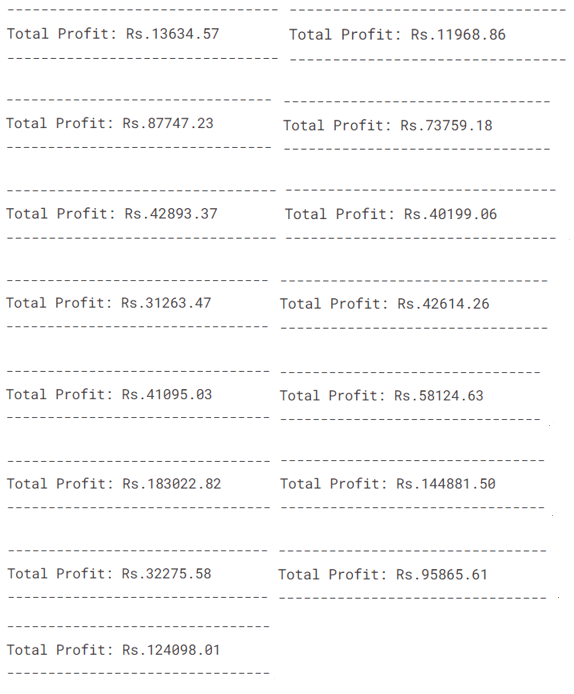 Total Profit: Rs.13634.57
Total Profit: Rs.11968.86
Total Profit: Rs.87747.23
Total Profit: Rs.73759.18
Total Profit: Rs.42893.37
Total Profit: Rs.40199.06
Total Profit: Rs.31263.47
Total Profit: Rs.42614.26
Total Profit: Rs.41095.03
Total Profit: Rs.58124.63
Total Profit: Rs.183022.82
Total Profit: Rs.144881.50
Total Profit: Rs.32275.58
Total Profit: Rs.95865.61
Total Profit: Rs.124098.01